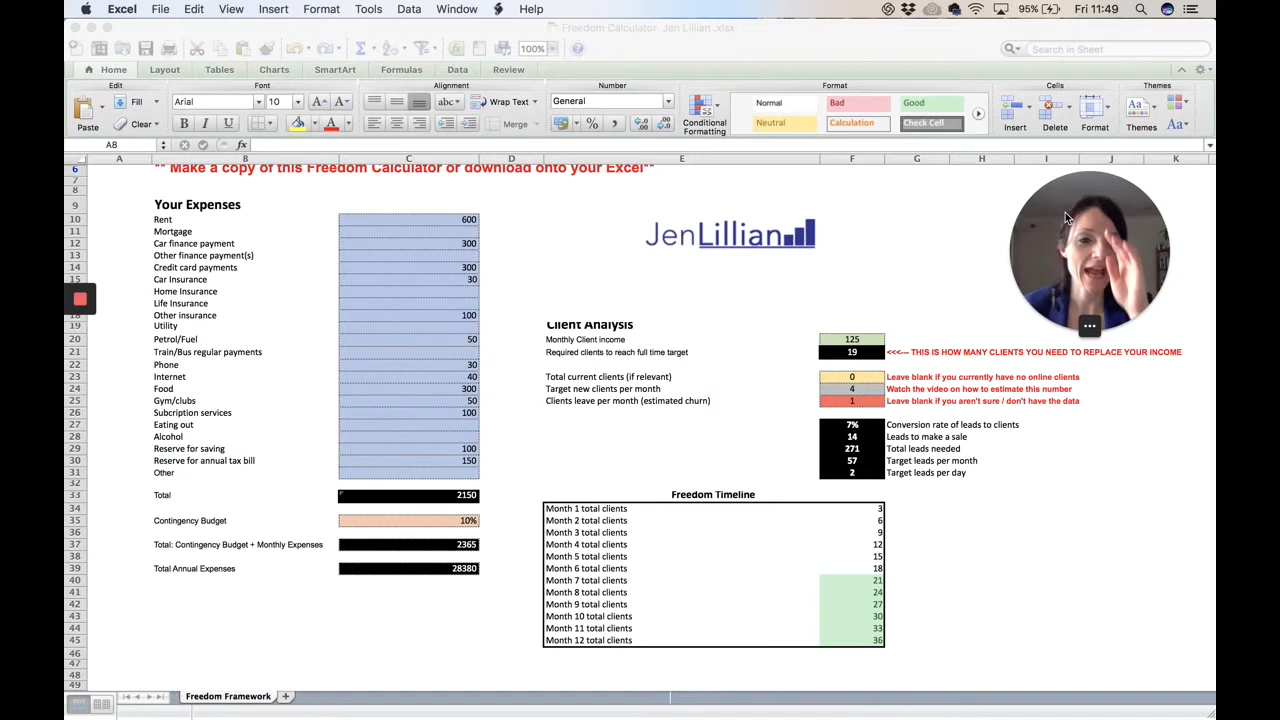 Excel File Edit View Insert Format Tools Data Window Help 95% Fri 11:49
Freedom Calculator Jen Lillian .xlsx
100% Search in Sheet
Home Layout Tables Charts SmartArt Formulas Data Review
Edit Font Alignment Number Format Cells Themes
Paste Fill Clear Arial 10 abc Wrap Text Merge General Conditional Formatting Normal Bad Good Neutral Calculation Check Cell Insert Delete Format Themes Aa
A8 fx
A B C D E F G H I J K
** Make a copy of this Freedom Calculator or download onto your Excel**
Your Expenses
Rent 600
Mortgage
Car finance payment 300
Other finance payment(s)
Credit card payments 300
Car Insurance 30
Home Insurance
Life Insurance
Other insurance 100
Utility
Petrol/Fuel 50
Train/Bus regular payments
Phone 30
Internet 40
Food 300
Gym/clubs 50
Subcription services 100
Eating out
Alcohol
Reserve for saving 100
Reserve for annual tax bill 150
Other
Total 2150
Contingency Budget 10%
Total: Contingency Budget + Monthly Expenses 2365
Total Annual Expenses 28380
JenLillian
Client Analysis
Monthly Client income 125
Required clients to reach full time target 19 <<<--- THIS IS HOW MANY CLIENTS YOU NEED TO REPLACE YOUR INCOME
Total current clients (if relevant) 0 Leave blank if you currently have no online clients
Target new clients per month 4 Watch the video on how to estimate this number
Clients leave per month (estimated churn) 1 Leave blank if you aren't sure / don't have the data
7% Conversion rate of leads to clients
14 Leads to make a sale
271 Total leads needed
57 Target leads per month
2 Target leads per day
Freedom Timeline
Month 1 total clients 3
Month 2 total clients 6
Month 3 total clients 9
Month 4 total clients 12
Month 5 total clients 15
Month 6 total clients 18
Month 7 total clients 21
Month 8 total clients 24
Month 9 total clients 27
Month 10 total clients 30
Month 11 total clients 33
Month 12 total clients 36
Freedom Framework